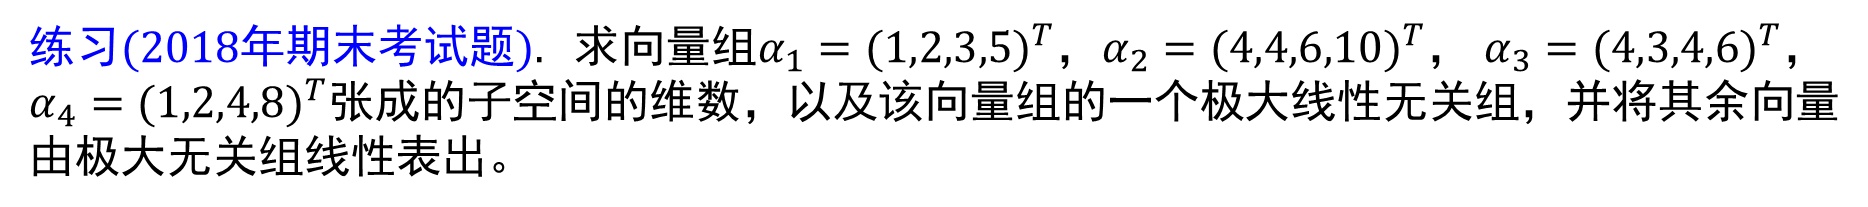 练习(2018年期末考试题).  求向量组α₁ = (1,2,3,5)ᵀ，α₂ = (4,4,6,10)ᵀ， α₃ = (4,3,4,6)ᵀ，
α₄ = (1,2,4,8)ᵀ张成的子空间的维数，以及该向量组的一个极大线性无关组，并将其余向量
由极大无关组线性表出。